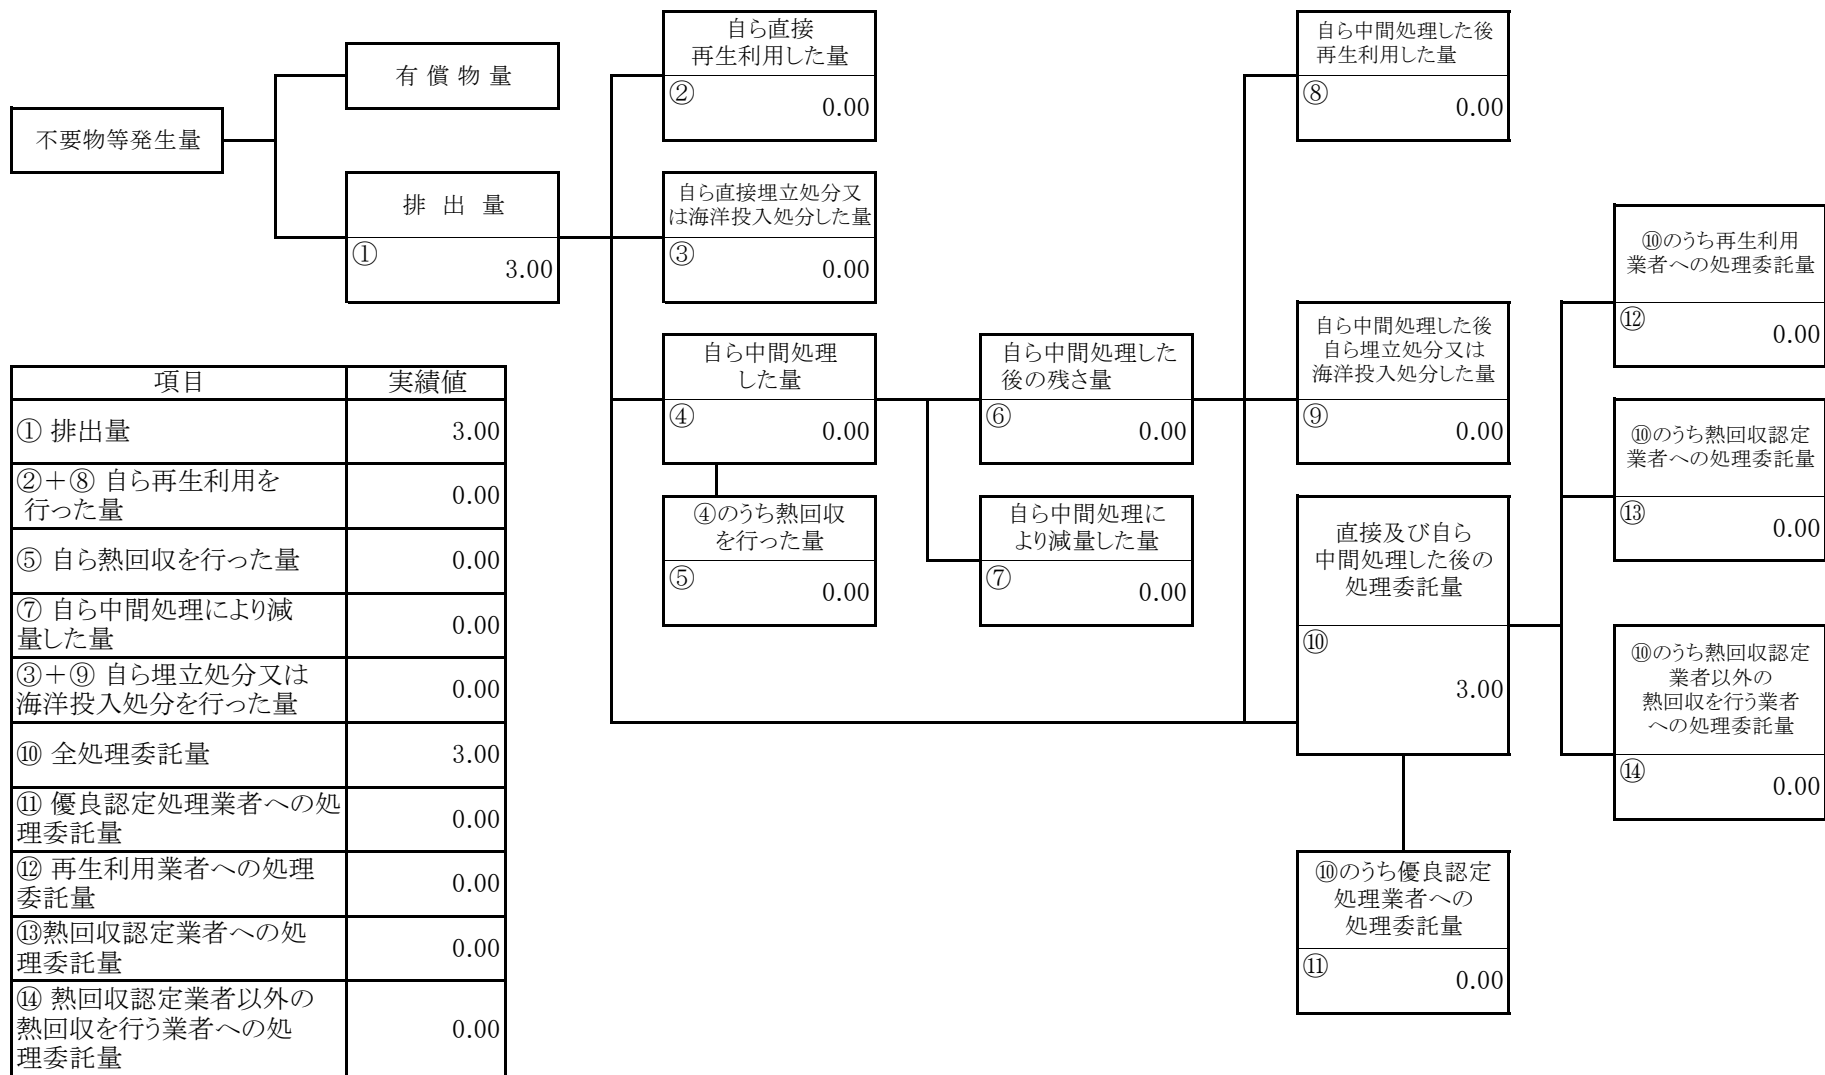 不要物等発生量
有 償 物 量
排 出 量
①
3.00
自ら直接
再生利用した量
②
0.00
自ら直接埋立処分又
は海洋投入処分した量
③
0.00
自ら中間処理
した量
④
0.00
④のうち熱回収
を行った量
⑤
0.00
自ら中間処理した
後の残さ量
⑥
0.00
自ら中間処理に
より減量した量
⑦
0.00
自ら中間処理した後
再生利用した量
⑧
0.00
自ら中間処理した後
自ら埋立処分又は
海洋投入処分した量
⑨
0.00
直接及び自ら
中間処理した後の
処理委託量
⑩
3.00
⑩のうち優良認定
処理業者への
処理委託量
⑪
0.00
⑩のうち再生利用
業者への処理委託量
⑫
0.00
⑩のうち熱回収認定
業者への処理委託量
⑬
0.00
⑩のうち熱回収認定
業者以外の
熱回収を行う業者
への処理委託量
⑭
0.00
項目 実績値
① 排出量 3.00
②＋⑧ 自ら再生利用を
行った量 0.00
⑤ 自ら熱回収を行った量 0.00
⑦ 自ら中間処理により減
量した量 0.00
③＋⑨ 自ら埋立処分又は
海洋投入処分を行った量 0.00
⑩ 全処理委託量 3.00
⑪ 優良認定処理業者への処
理委託量 0.00
⑫ 再生利用業者への処理
委託量 0.00
⑬熱回収認定業者への処
理委託量 0.00
⑭ 熱回収認定業者以外の
熱回収を行う業者への処
理委託量 0.00